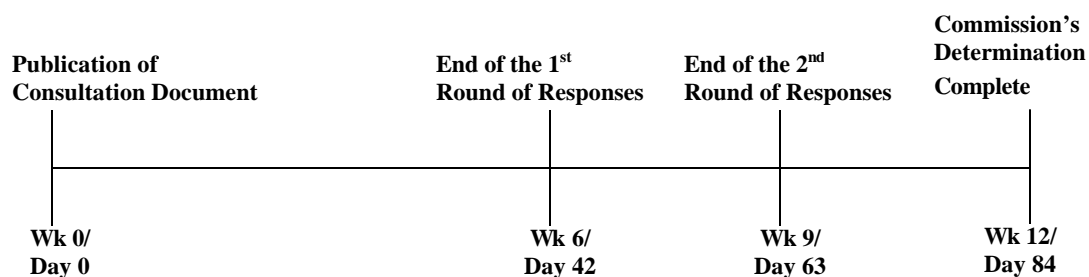 Publication of
Consultation Document
End of the 1st
Round of Responses
End of the 2nd
Round of Responses
Commission's
Determination
Complete
Wk 0/
Day 0
Wk 6/
Day 42
Wk 9/
Day 63
Wk 12/
Day 84